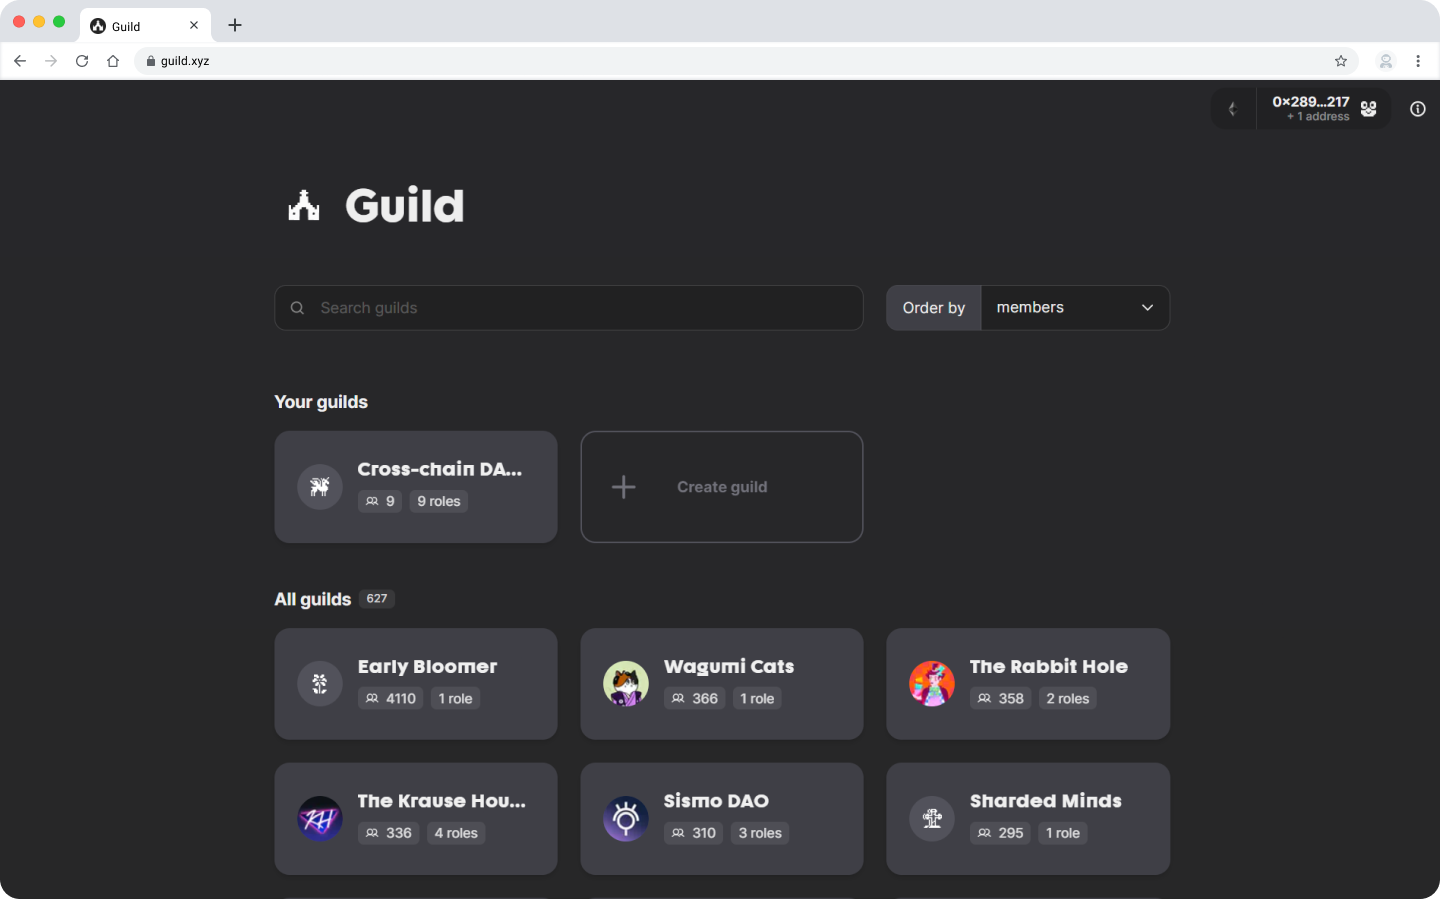 Guild
guild.xyz
0×289...217
+ 1 address
Guild
Search guilds
Order by
members
Your guilds
Cross-chain DA...
9
9 roles
Create guild
All guilds
627
Early Bloomer
4110
1 role
Wagumi Cats
366
1 role
The Rabbit Hole
358
2 roles
The Krause Hou...
KH
336
4 roles
Sismo DAO
310
3 roles
Sharded Minds
295
1 role